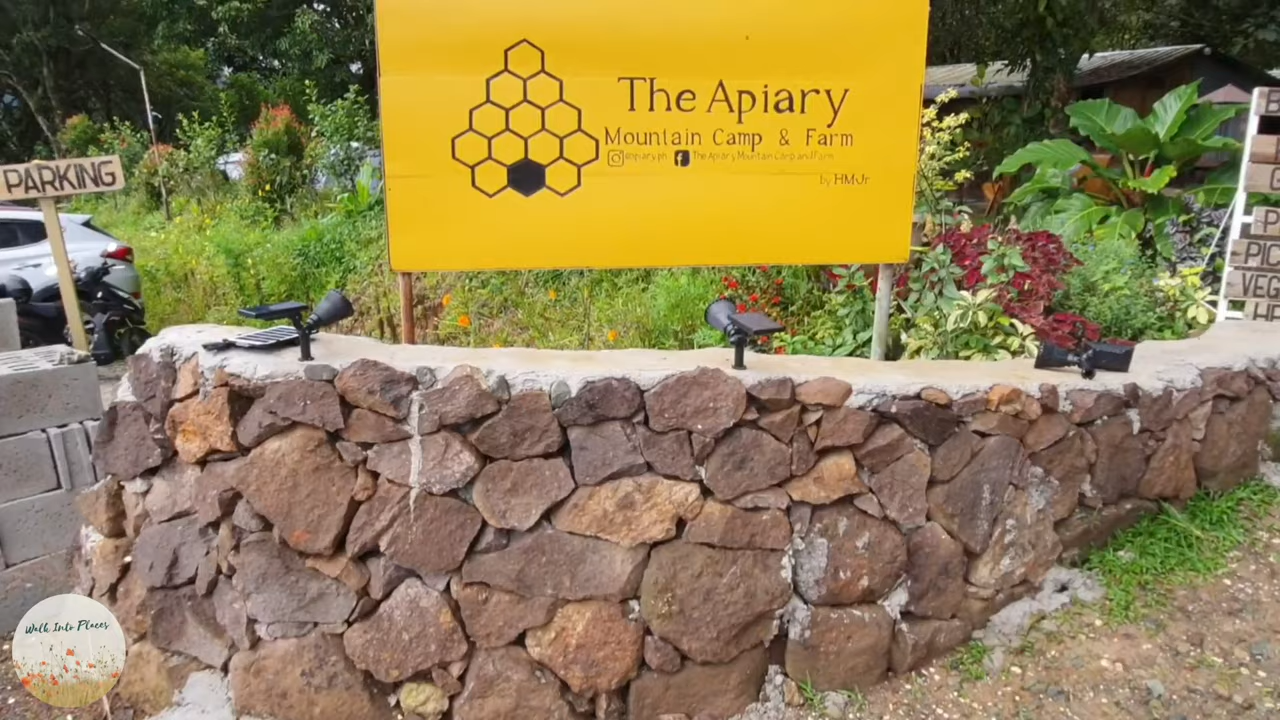 The Apiary
Mountain Camp & Farm
@apiary.ph The Apiary Mountain Camp and Farm
by HMJr
PARKING
PIC
VEG
Walk Into Places